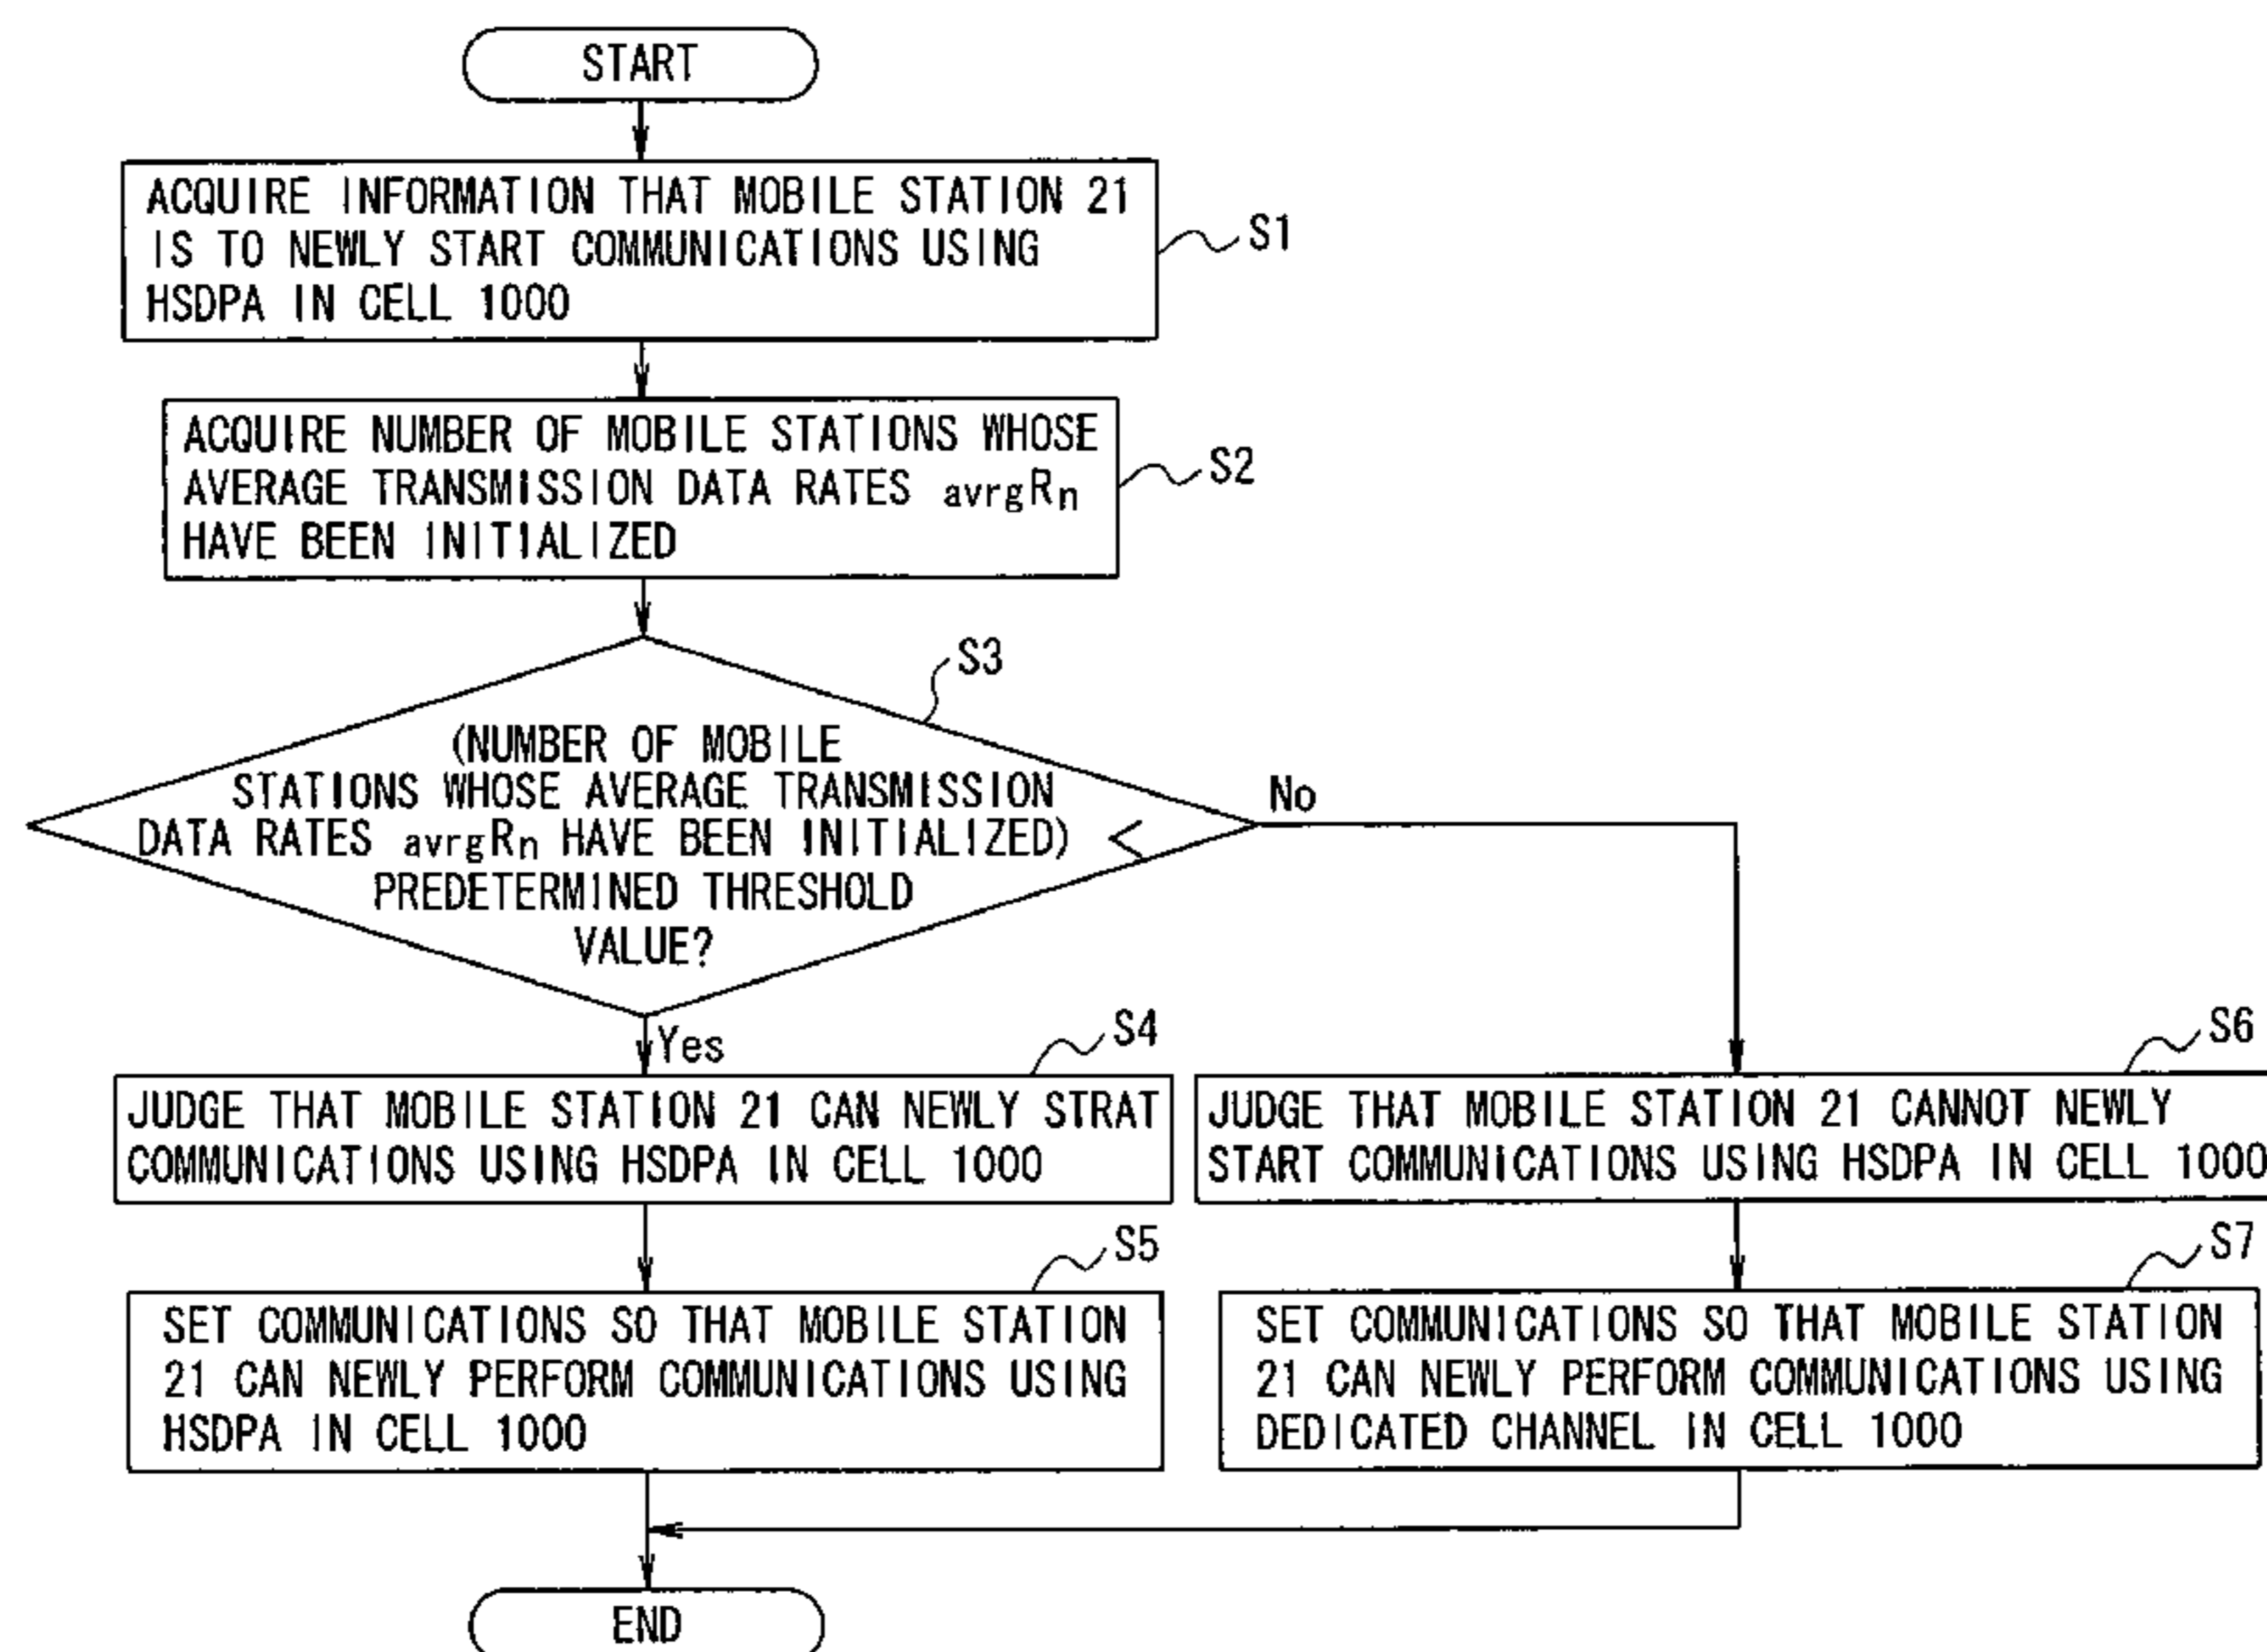 START
ACQUIRE INFORMATION THAT MOBILE STATION 21
IS TO NEWLY START COMMUNICATIONS USING
HSDPA IN CELL 1000
S1
ACQUIRE NUMBER OF MOBILE STATIONS WHOSE
AVERAGE TRANSMISSION DATA RATES avrgRn
HAVE BEEN INITIALIZED
S2
S3
(NUMBER OF MOBILE
STATIONS WHOSE AVERAGE TRANSMISSION
DATA RATES avrgRn HAVE BEEN INITIALIZED) <
PREDETERMINED THRESHOLD
VALUE?
No
Yes
S4
JUDGE THAT MOBILE STATION 21 CAN NEWLY STRAT
COMMUNICATIONS USING HSDPA IN CELL 1000
S6
JUDGE THAT MOBILE STATION 21 CANNOT NEWLY
START COMMUNICATIONS USING HSDPA IN CELL 1000
S5
SET COMMUNICATIONS SO THAT MOBILE STATION
21 CAN NEWLY PERFORM COMMUNICATIONS USING
HSDPA IN CELL 1000
S7
SET COMMUNICATIONS SO THAT MOBILE STATION
21 CAN NEWLY PERFORM COMMUNICATIONS USING
DEDICATED CHANNEL IN CELL 1000
END